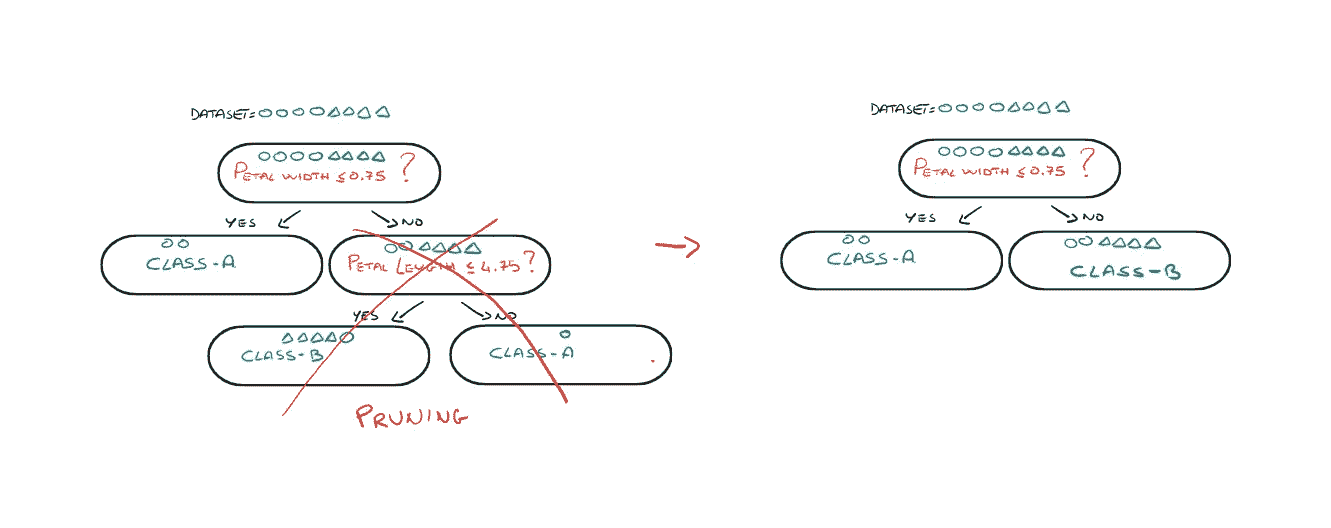 DATASET=
PETAL WIDTH ≤0.75 ?
YES
NO
CLASS-A
PETAL LENGTH ≤ 4.75?
YES
NO
CLASS-B
CLASS-A
PRUNING
DATASET=
PETAL WIDTH ≤0.75 ?
YES
NO
CLASS-A
CLASS-B